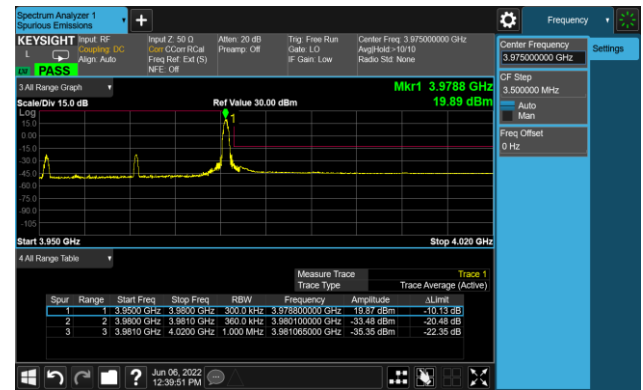 Spectrum Analyzer 1
Spurious Emissions
Frequency
KEYSIGHT Input: RF Input Z: 50 Ω Atten: 20 dB Trig: Free Run Center Freq: 3.975000000 GHz
L Coupling: DC Corr CCorr RCal Preamp: Off Gate: LO Avg|Hold:>10/10
Align: Auto Freq Ref: Ext (S) IF Gain: Low Radio Std: None
PASS NFE: Off
Center Frequency
3.975000000 GHz
Settings
CF Step
3.500000 MHz
Auto
Man
Freq Offset
0 Hz
3 All Range Graph
Mkr1 3.9788 GHz
Scale/Div 15.0 dB Ref Value 30.00 dBm 19.89 dBm
Log
1
15.0
0.00
-15.0
-30.0
-45.0
-60.0
-75.0
-90.0
-105
Start 3.950 GHz Stop 4.020 GHz
4 All Range Table
Measure Trace Trace 1
Trace Type Trace Average (Active)
Spur Range Start Freq Stop Freq RBW Frequency Amplitude ΔLimit
1 1 3.9500 GHz 3.9800 GHz 300.0 kHz 3.978800000 GHz 19.87 dBm -10.13 dB
2 2 3.9800 GHz 3.9810 GHz 360.0 kHz 3.980100000 GHz -33.48 dBm -20.48 dB
3 3 3.9810 GHz 4.0200 GHz 1.000 MHz 3.981065000 GHz -35.35 dBm -22.35 dB
Jun 06, 2022
12:39:51 PM